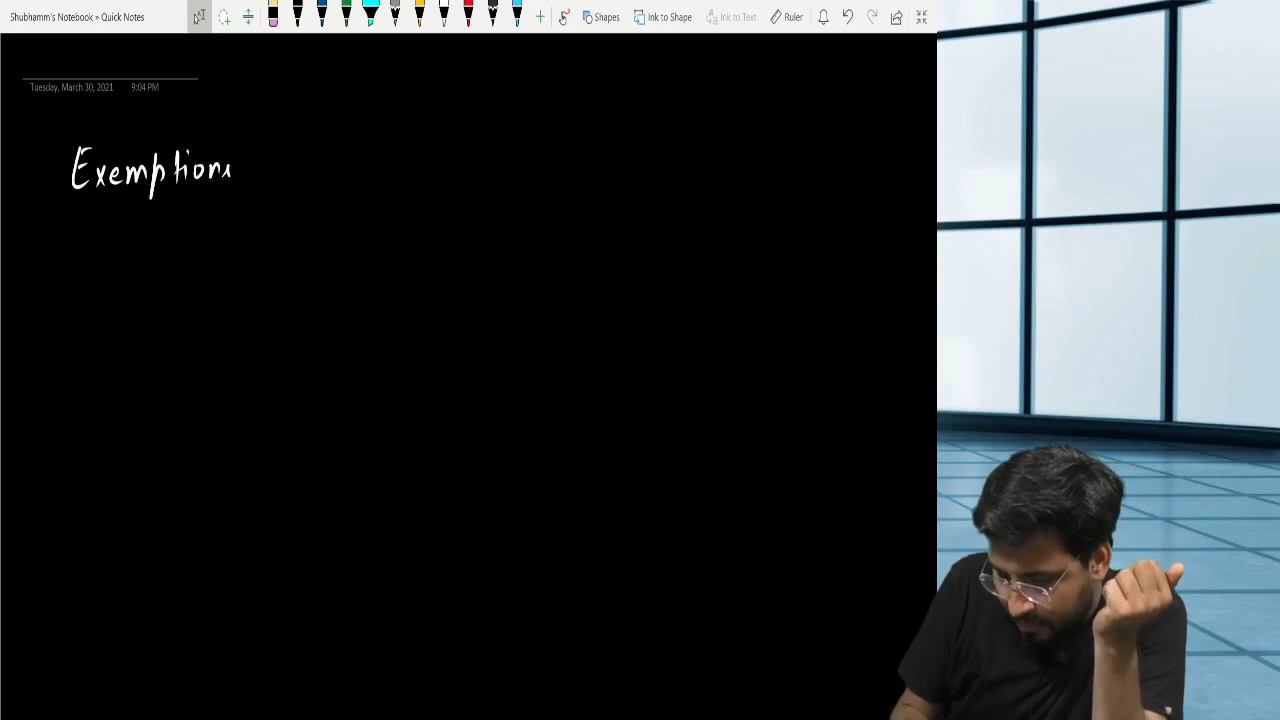 Shubhamm's Notebook » Quick Notes
Shapes
Ink to Shape
Ink to Text
Ruler
Tuesday, March 30, 2021 9:04 PM
Exemptions